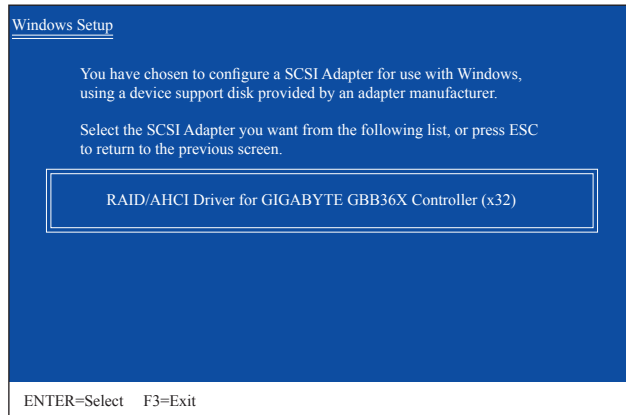 Windows Setup
You have chosen to configure a SCSI Adapter for use with Windows,
using a device support disk provided by an adapter manufacturer.
Select the SCSI Adapter you want from the following list, or press ESC
to return to the previous screen.
RAID/AHCI Driver for GIGABYTE GBB36X Controller (x32)
ENTER=Select F3=Exit